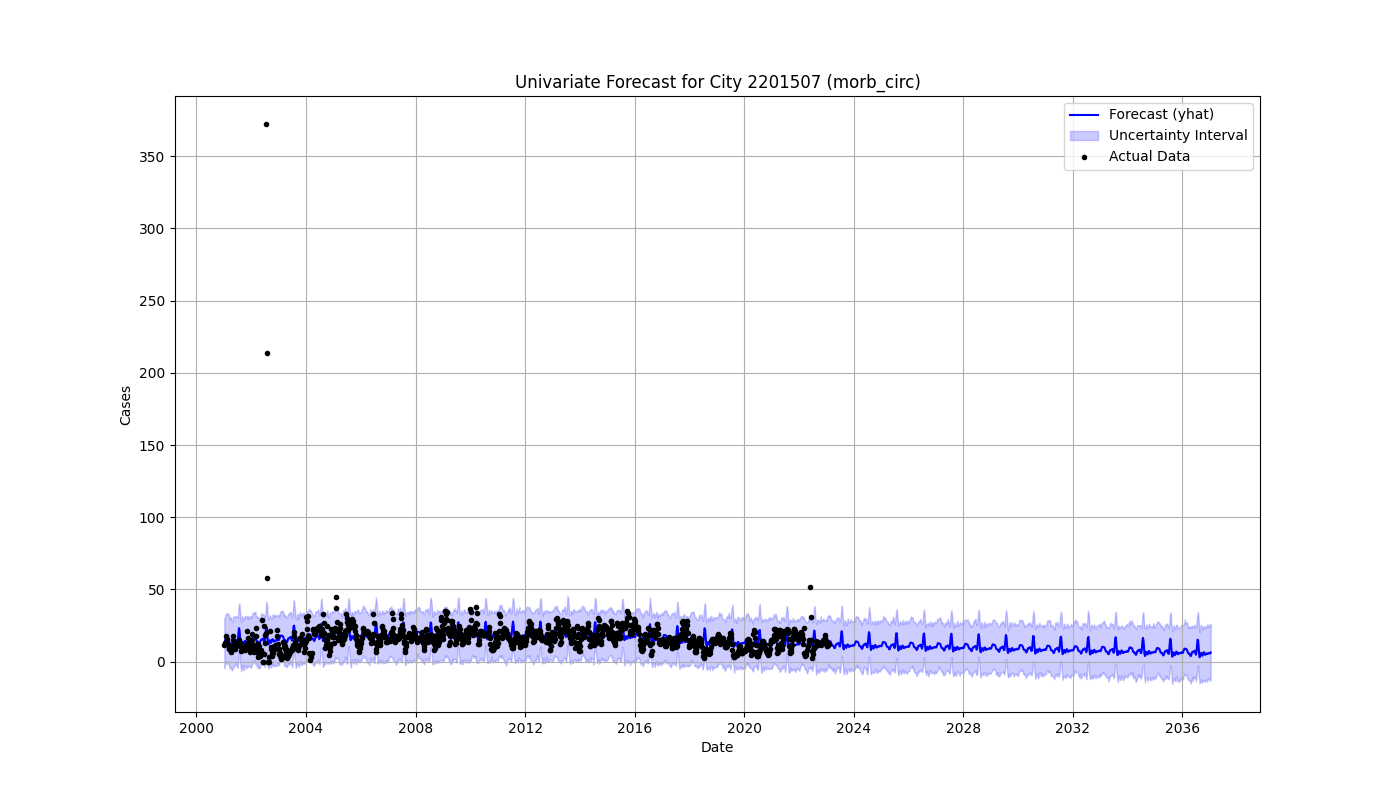 Univariate Forecast for City 2201507 (morb_circ)
Forecast (yhat)
Uncertainty Interval
Actual Data
Cases
350
300
250
200
150
100
50
0
2000 2004 2008 2012 2016 2020 2024 2028 2032 2036
Date